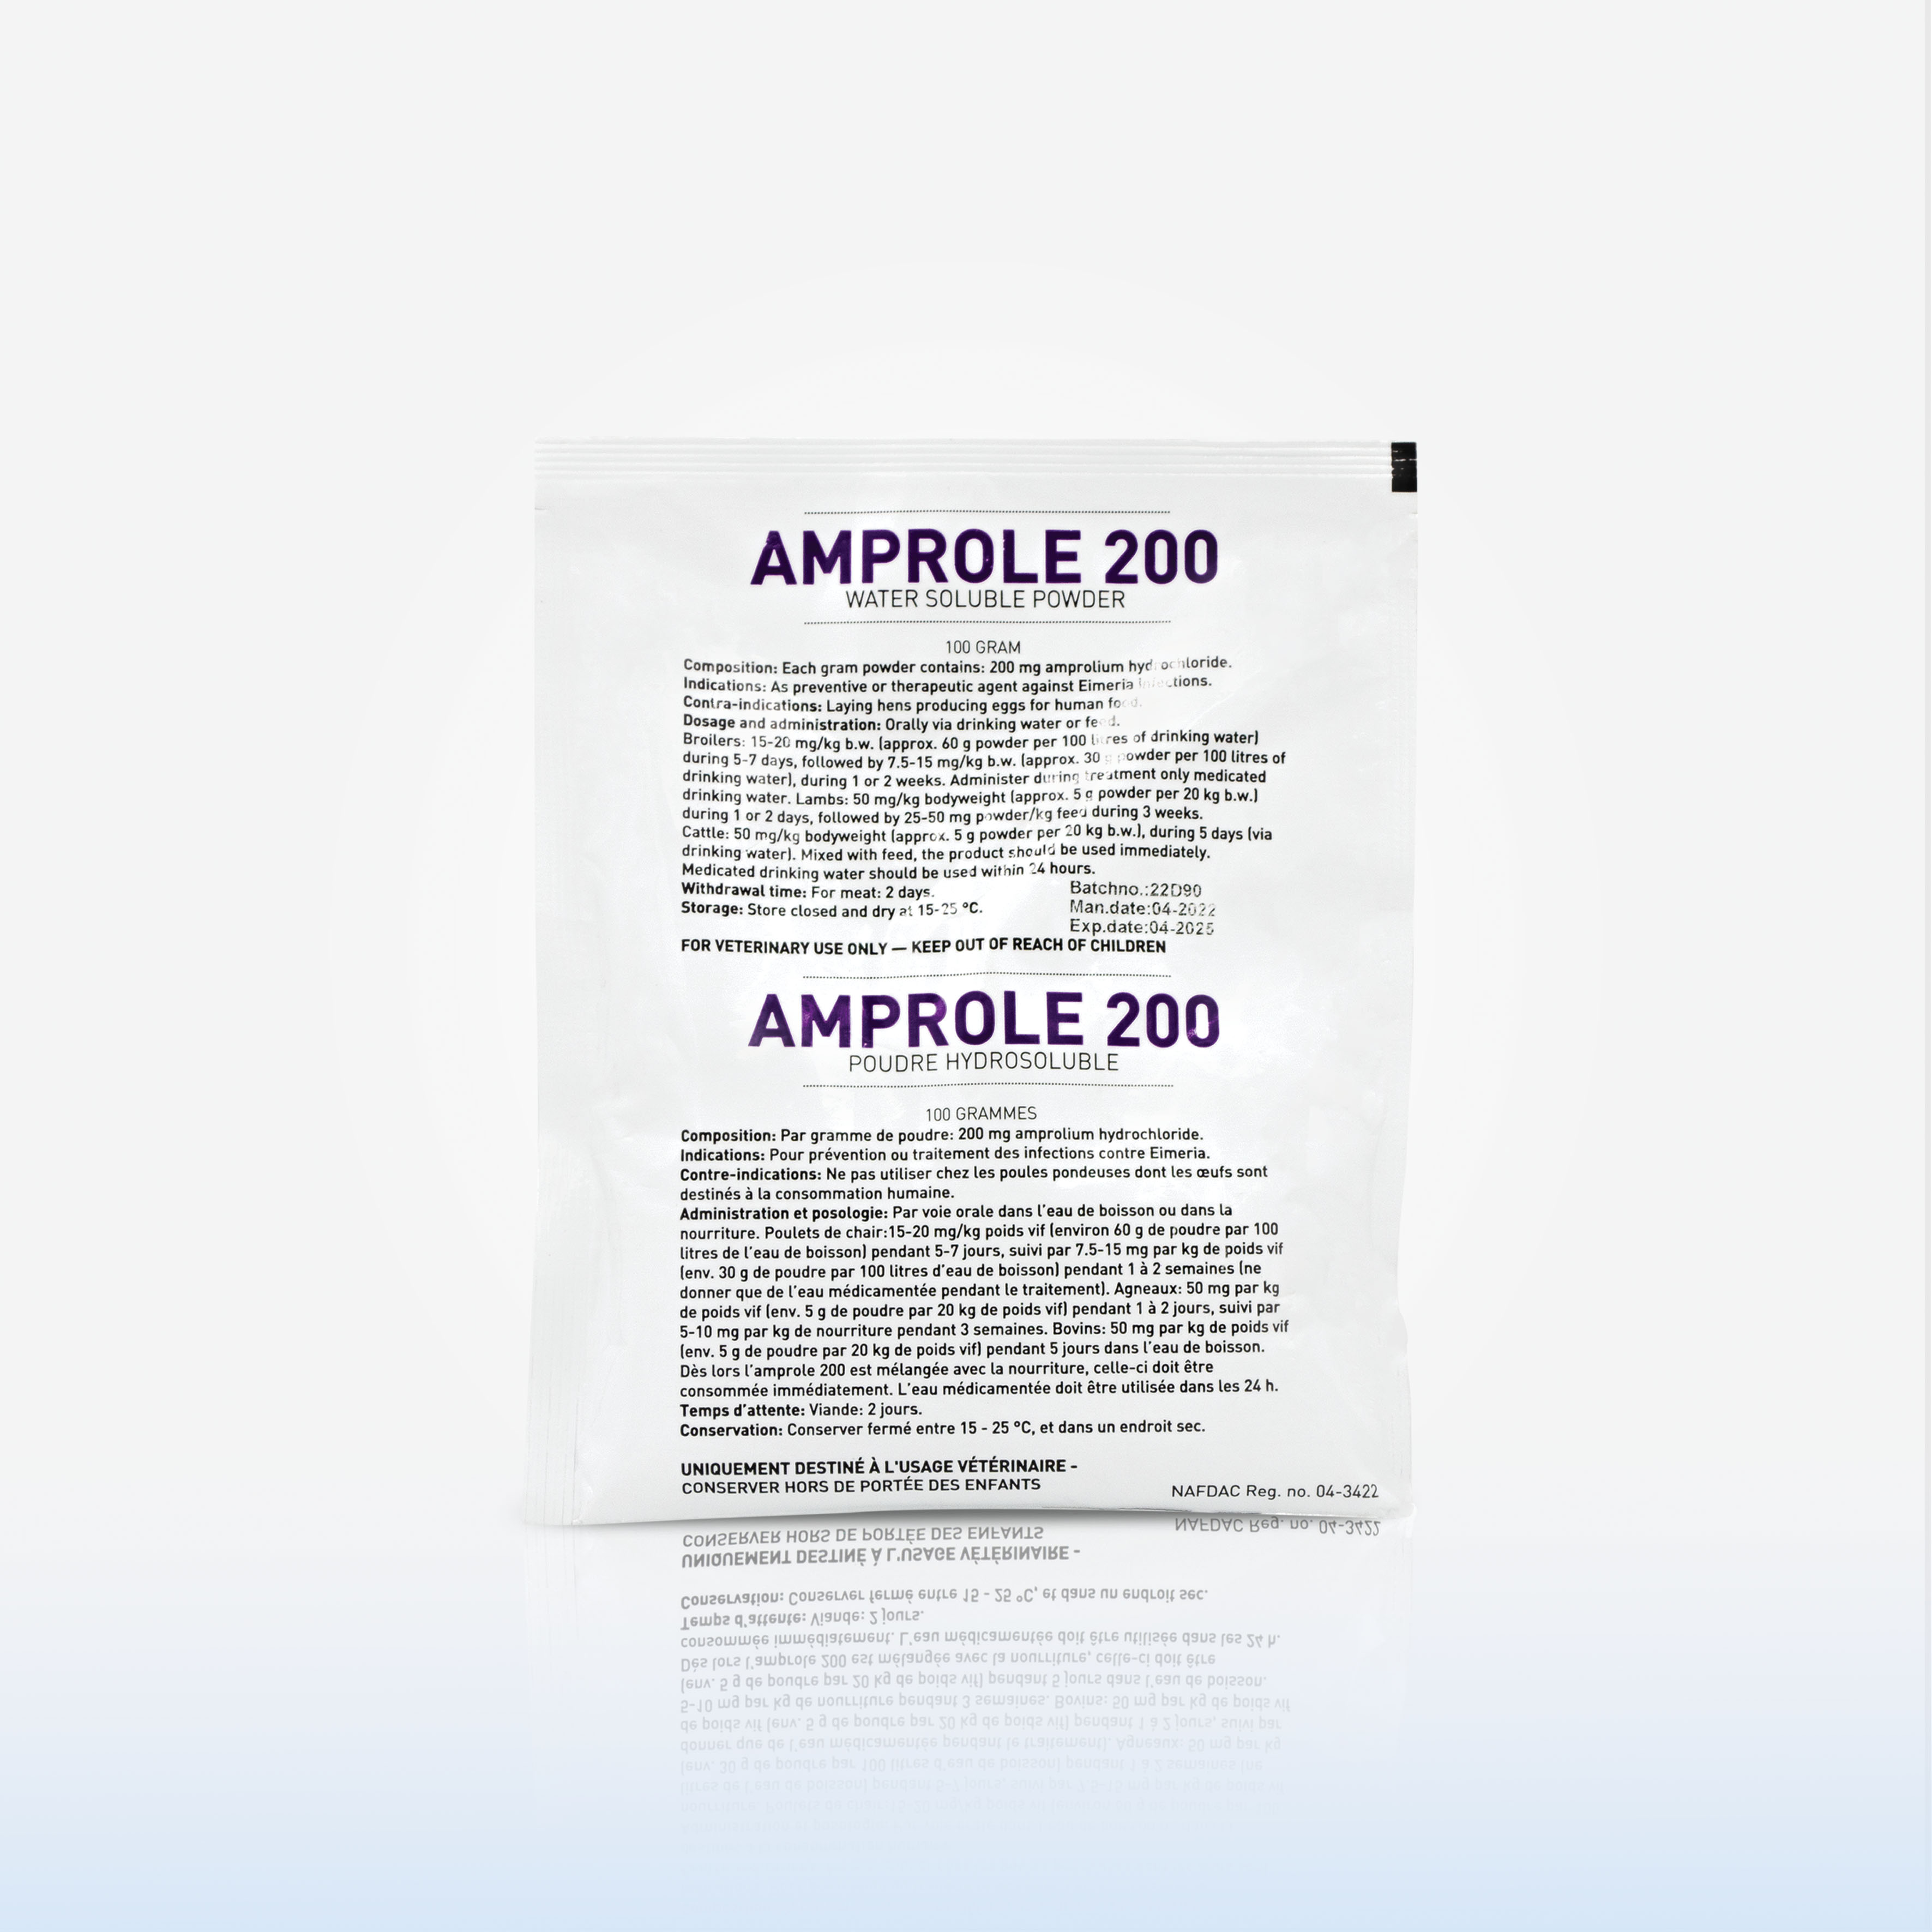 AMPROLE 200
WATER SOLUBLE POWDER
100 GRAM
Composition: Each gram powder contains: 200 mg amprolium hydrochloride.
Indications: As preventive or therapeutic agent against Eimeria infections.
Contra-indications: Laying hens producing eggs for human food.
Dosage and administration: Orally via drinking water or feed.
Broilers: 15-20 mg/kg b.w. (approx. 60 g powder per 100 litres of drinking water)
during 5-7 days, followed by 7.5-15 mg/kg b.w. (approx. 30 g powder per 100 litres of
drinking water), during 1 or 2 weeks. Administer during treatment only medicated
drinking water. Lambs: 50 mg/kg bodyweight (approx. 5 g powder per 20 kg b.w.)
during 1 or 2 days, followed by 25-50 mg powder/kg feed during 3 weeks.
Cattle: 50 mg/kg bodyweight (approx. 5 g powder per 20 kg b.w.), during 5 days (via
drinking water). Mixed with feed, the product should be used immediately.
Medicated drinking water should be used within 24 hours.
Withdrawal time: For meat: 2 days.
Storage: Store closed and dry at 15-25 °C.
Batchno.:22D90
Man.date:04-2022
Exp.date:04-2025
FOR VETERINARY USE ONLY — KEEP OUT OF REACH OF CHILDREN
AMPROLE 200
POUDRE HYDROSOLUBLE
100 GRAMMES
Composition: Par gramme de poudre: 200 mg amprolium hydrochloride.
Indications: Pour prévention ou traitement des infections contre Eimeria.
Contre-indications: Ne pas utiliser chez les poules pondeuses dont les œufs sont
destinés à la consommation humaine.
Administration et posologie: Par voie orale dans l'eau de boisson ou dans la
nourriture. Poulets de chair:15-20 mg/kg poids vif (environ 60 g de poudre par 100
litres de l'eau de boisson) pendant 5-7 jours, suivi par 7.5-15 mg par kg de poids vif
(env. 30 g de poudre par 100 litres d'eau de boisson) pendant 1 à 2 semaines (ne
donner que de l'eau médicamentée pendant le traitement). Agneaux: 50 mg par kg
de poids vif (env. 5 g de poudre par 20 kg de poids vif) pendant 1 à 2 jours, suivi par
5-10 mg par kg de nourriture pendant 3 semaines. Bovins: 50 mg par kg de poids vif
(env. 5 g de poudre par 20 kg de poids vif) pendant 5 jours dans l'eau de boisson.
Dès lors l'amprole 200 est mélangée avec la nourriture, celle-ci doit être
consommée immédiatement. L'eau médicamentée doit être utilisée dans les 24 h.
Temps d'attente: Viande: 2 jours.
Conservation: Conserver fermé entre 15 - 25 °C, et dans un endroit sec.
UNIQUEMENT DESTINÉ À L'USAGE VÉTÉRINAIRE -
CONSERVER HORS DE PORTÉE DES ENFANTS
NAFDAC Reg. no. 04-3422